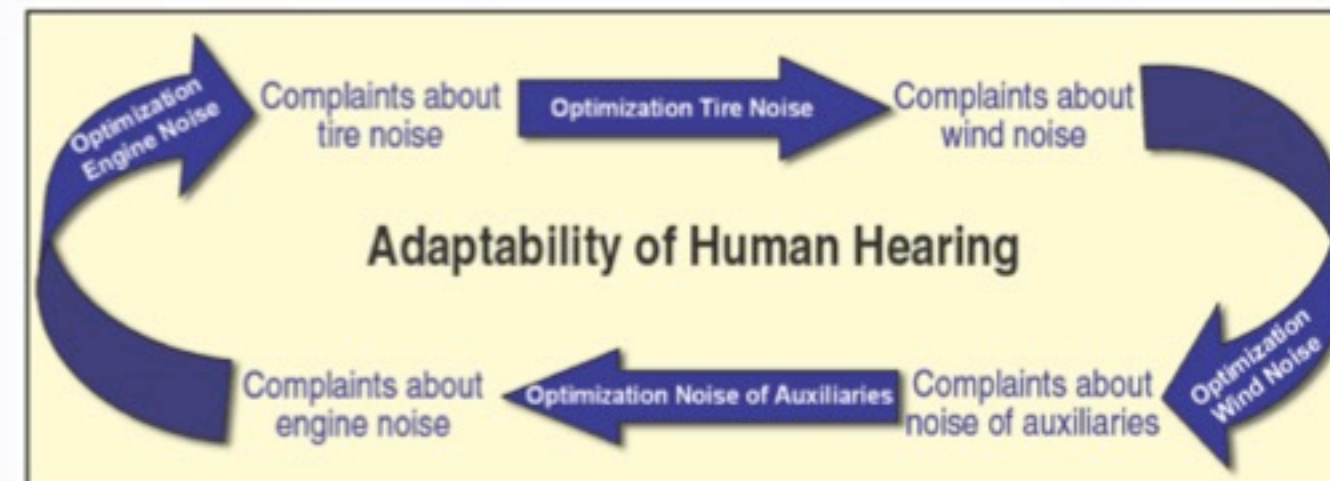 Optimization
Engine Noise
Complaints about
tire noise
Optimization Tire Noise
Complaints about
wind noise
Adaptability of Human Hearing
Optimization
Wind Noise
Complaints about
noise of auxiliaries
Optimization Noise of Auxiliaries
Complaints about
engine noise